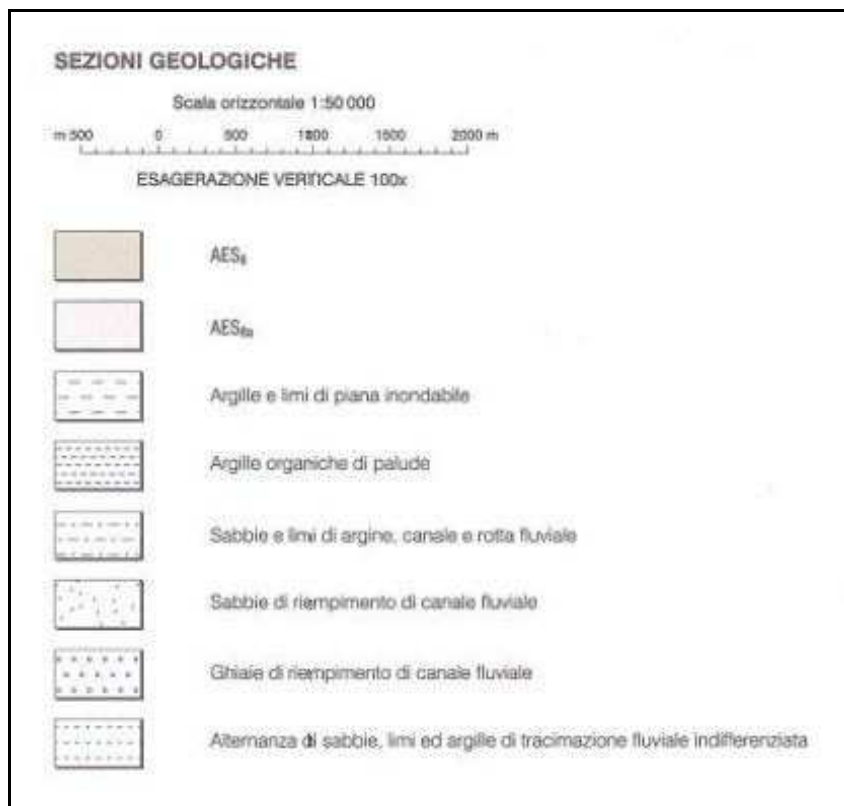 SEZIONI GEOLOGICHE
Scala orizzontale 1:50 000
m 500 0 500 1000 1500 2000 m
ESAGERAZIONE VERTICALE 100x
AES₈
AES₈ₐ
Argille e limi di piana inondabile
Argille organiche di palude
Sabbie e limi di argine, canale e rotta fluviale
Sabbie di riempimento di canale fluviale
Ghiaie di riempimento di canale fluviale
Alternanza di sabbie, limi ed argille di tracimazione fluviale indifferenziata